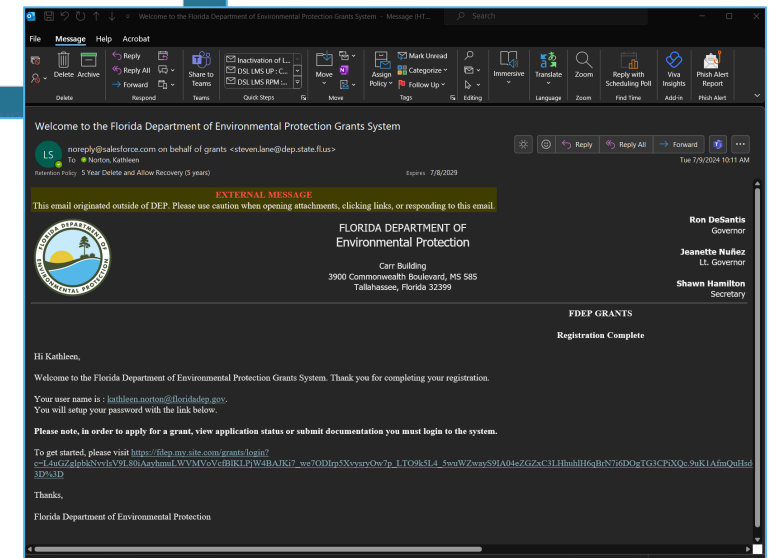 Welcome to the Florida Department of Environmental Protection Grants System - Message (HT...
Search
File Message Help Acrobat
Delete Archive
Reply
Reply All
Forward
Share to Teams
Inactivation of L...
DSL LMS UP : C...
DSL LMS RPM :...
Move
Assign Policy
Mark Unread
Categorize
Follow Up
Immersive
Translate
Zoom
Reply with Scheduling Poll
Viva Insights
Phish Alert Report
Delete Respond Teams Quick Steps Move Tags Editing Language Zoom Find Time Add-in Phish Alert
Welcome to the Florida Department of Environmental Protection Grants System
LS
noreply@salesforce.com on behalf of grants <steven.lane@dep.state.fl.us>
To Norton, Kathleen
Reply Reply All Forward
Tue 7/9/2024 10:11 AM
Retention Policy 5 Year Delete and Allow Recovery (5 years) Expires 7/8/2029
EXTERNAL MESSAGE
This email originated outside of DEP. Please use caution when opening attachments, clicking links, or responding to this email.
FLORIDA DEPARTMENT
ENVIRONMENTAL PROTECTION
FLORIDA DEPARTMENT OF
Environmental Protection
Carr Building
3900 Commonwealth Boulevard, MS 585
Tallahassee, Florida 32399
Ron DeSantis
Governor
Jeanette Nuñez
Lt. Governor
Shawn Hamilton
Secretary
FDEP GRANTS
Registration Complete
Hi Kathleen,
Welcome to the Florida Department of Environmental Protection Grants System. Thank you for completing your registration.
Your user name is : kathleen.norton@floridadep.gov.
You will setup your password with the link below.
Please note, in order to apply for a grant, view application status or submit documentation you must login to the system.
To get started, please visit https://fdep.my.site.com/grants/login?
3D%3D
Thanks,
Florida Department of Environmental Protection